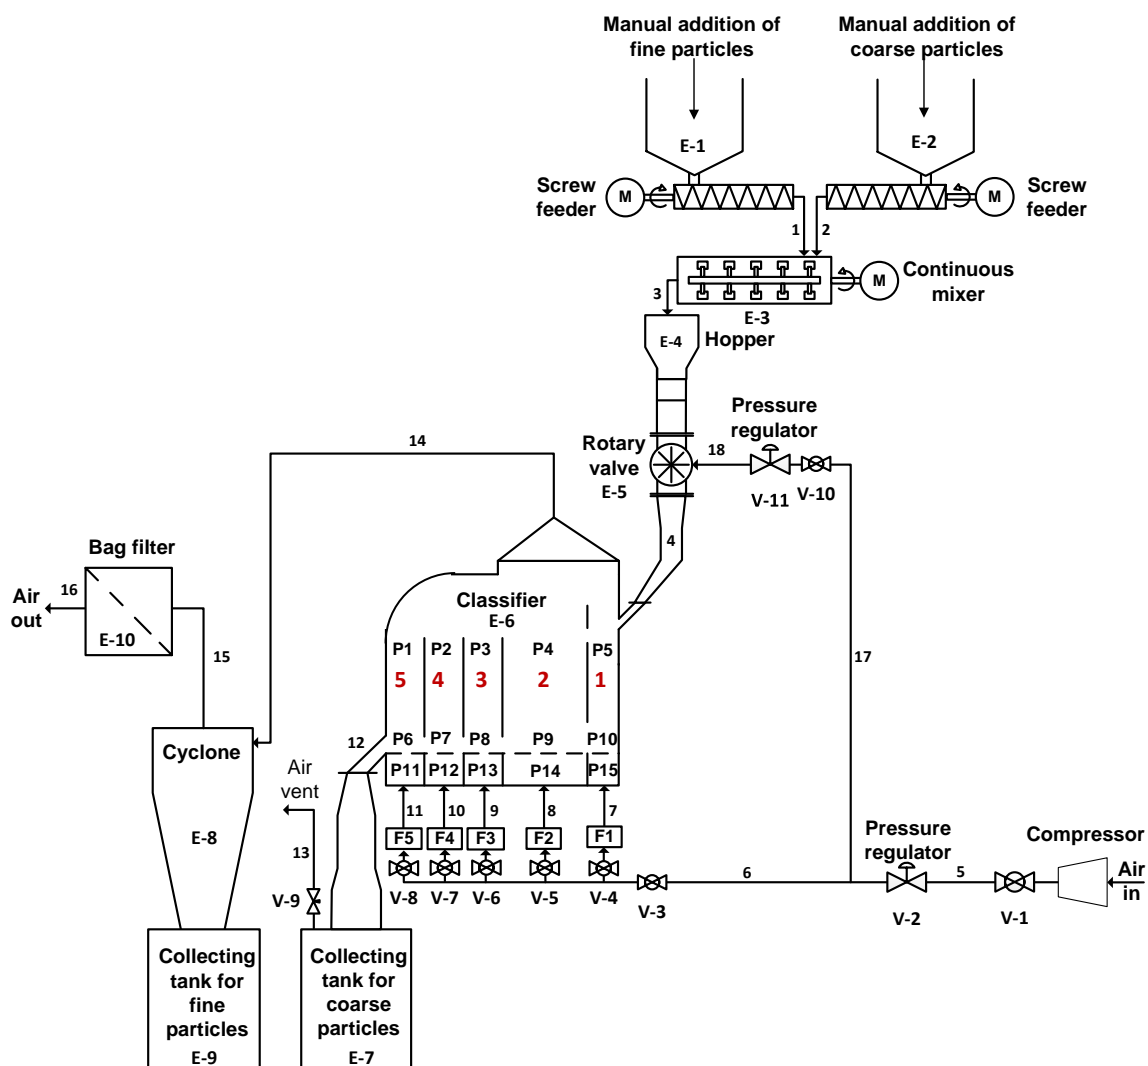 Manual addition of
fine particles
Manual addition of
coarse particles
E-1
E-2
Screw
feeder
M
M
Screw
feeder
1
2
Continuous
mixer
M
3
E-3
E-4
Hopper
Pressure
regulator
14
Rotary
valve
E-5
18
V-11
V-10
4
Bag filter
16
Air
out
E-10
Classifier
E-6
15
17
P1
P2
P3
P4
P5
5
4
3
2
1
12
P6
P7
P8
P9
P10
Cyclone
Air
vent
P11
P12
P13
P14
P15
11
10
9
8
7
E-8
F5
F4
F3
F2
F1
Pressure
regulator
Compressor
13
6
5
Air
in
V-9
V-8
V-7
V-6
V-5
V-4
V-3
V-2
V-1
Collecting
tank for
fine
particles
E-9
Collecting
tank for
coarse
particles
E-7